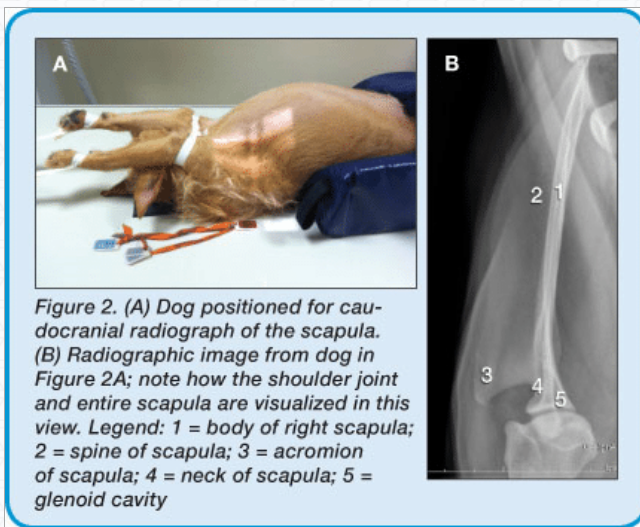 A
B
2 1
3
4
5
Figure 2. (A) Dog positioned for cau-
docranial radiograph of the scapula.
(B) Radiographic image from dog in
Figure 2A; note how the shoulder joint
and entire scapula are visualized in this
view. Legend: 1 = body of right scapula;
2 = spine of scapula; 3 = acromion
of scapula; 4 = neck of scapula; 5 =
glenoid cavity